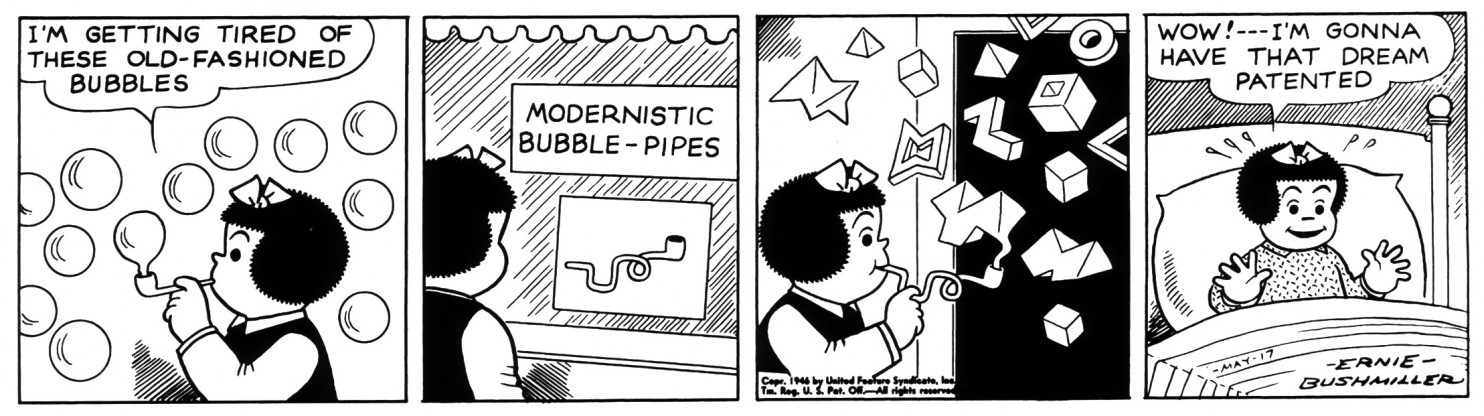 I'M GETTING TIRED OF
THESE OLD-FASHIONED
BUBBLES
MODERNISTIC
BUBBLE-PIPES
Copr. 1946 by United Feature Syndicate, Inc.
Tm. Reg. U. S. Pat. Off.—All rights reserved
WOW!---I'M GONNA
HAVE THAT DREAM
PATENTED
-MAY-17
-ERNIE-
BUSHMILLER